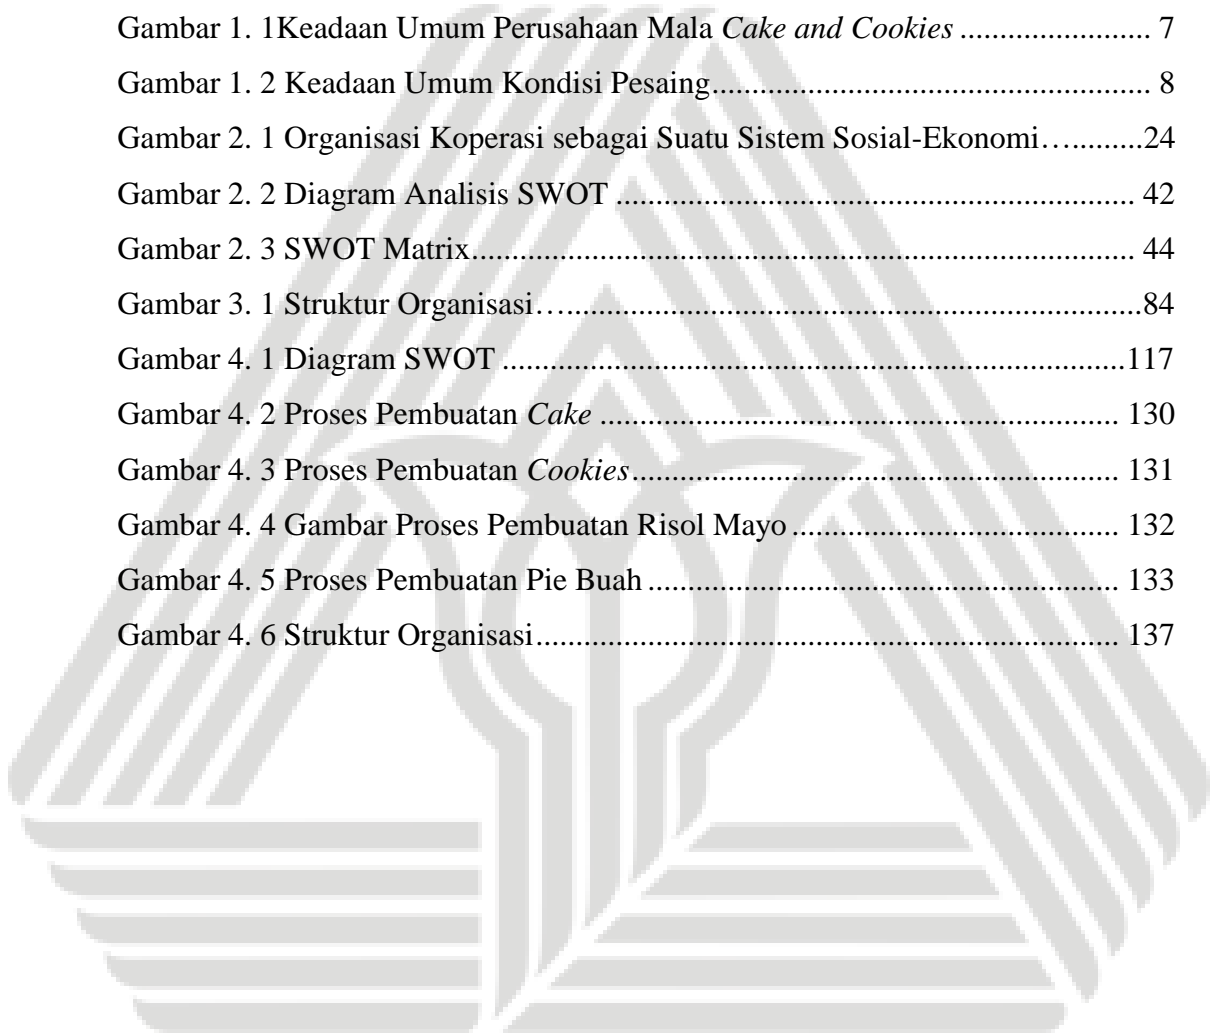 Gambar 1. 1Keadaan Umum Perusahaan Mala Cake and Cookies ........................ 7
Gambar 1. 2 Keadaan Umum Kondisi Pesaing....................................................... 8
Gambar 2. 1 Organisasi Koperasi sebagai Suatu Sistem Sosial-Ekonomi….........24
Gambar 2. 2 Diagram Analisis SWOT ................................................................. 42
Gambar 2. 3 SWOT Matrix................................................................................... 44
Gambar 3. 1 Struktur Organisasi….......................................................................84
Gambar 4. 1 Diagram SWOT ..............................................................................117
Gambar 4. 2 Proses Pembuatan Cake ................................................................. 130
Gambar 4. 3 Proses Pembuatan Cookies............................................................. 131
Gambar 4. 4 Gambar Proses Pembuatan Risol Mayo ......................................... 132
Gambar 4. 5 Proses Pembuatan Pie Buah ........................................................... 133
Gambar 4. 6 Struktur Organisasi......................................................................... 137